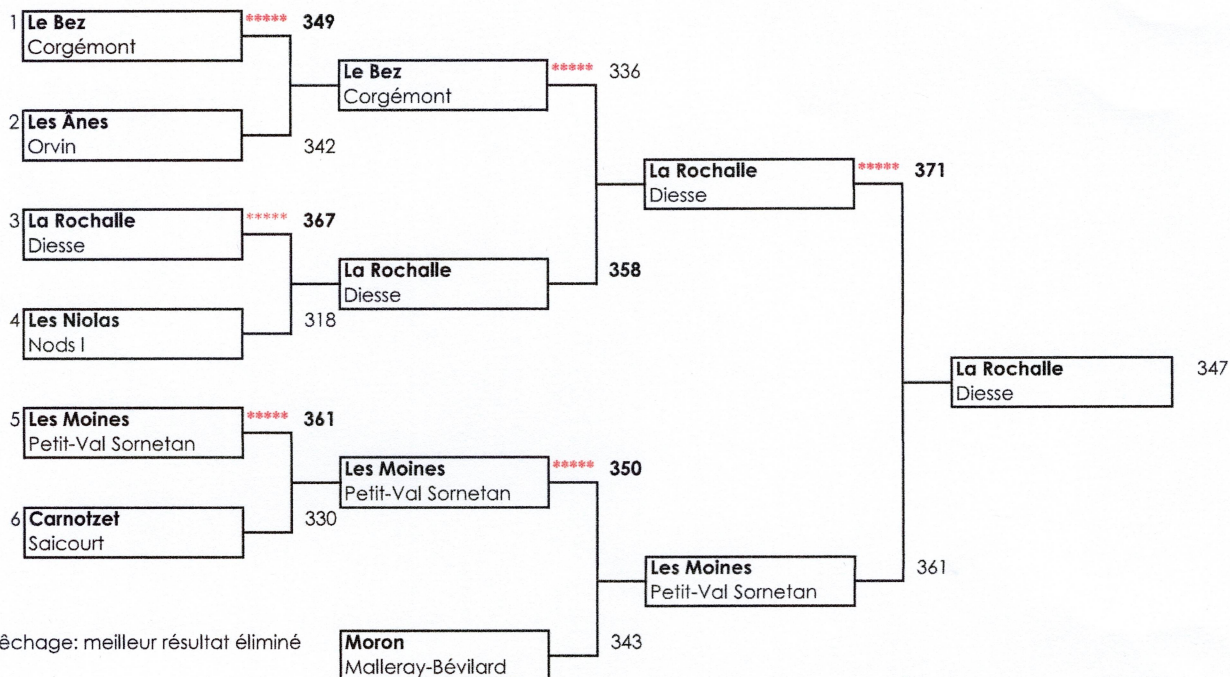 1 Le Bez ***** 349
Corgémont
Le Bez ***** 336
Corgémont
2 Les Ânes
Orvin 342
La Rochalle ***** 371
Diesse
3 La Rochalle ***** 367
Diesse
La Rochalle 358
Diesse
4 Les Niolas 318
Nods I
La Rochalle 347
Diesse
5 Les Moines ***** 361
Petit-Val Sornetan
Les Moines ***** 350
Petit-Val Sornetan
6 Carnotzet 330
Saicourt
Les Moines 361
Petit-Val Sornetan
êchage: meilleur résultat éliminé
Moron 343
Malleray-Bévilard